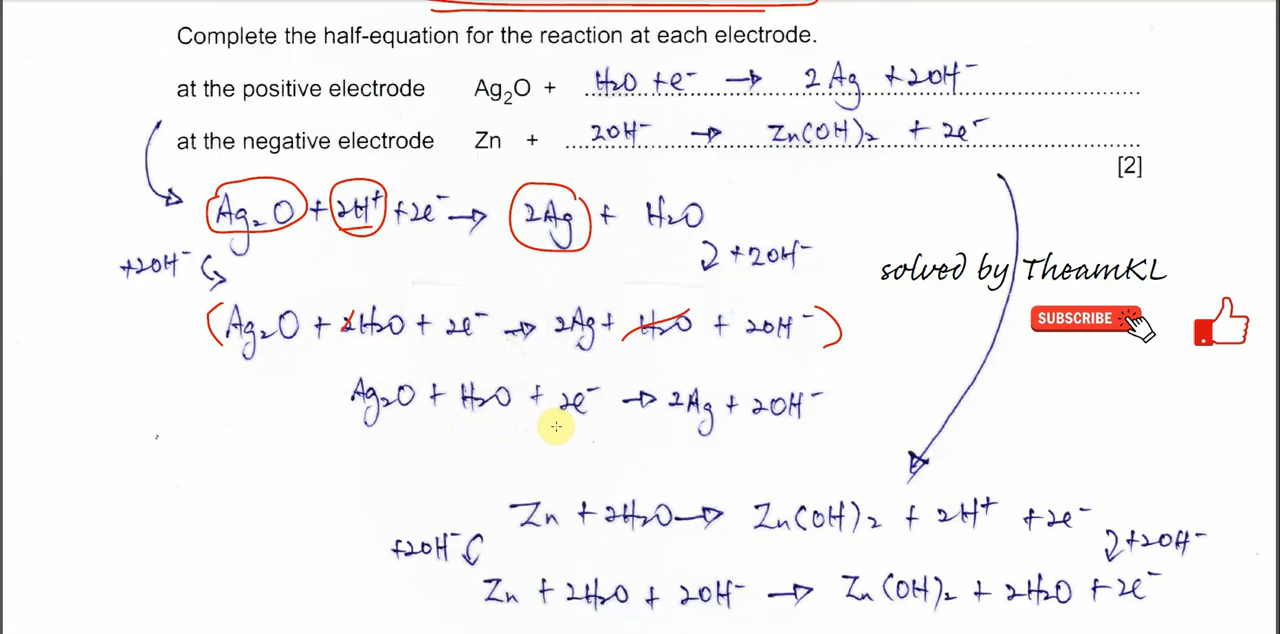 Complete the half-equation for the reaction at each electrode.
at the positive electrode Ag₂O + H₂O + e⁻ → 2Ag + 2OH⁻
at the negative electrode Zn + 2OH⁻ → Zn(OH)₂ + 2e⁻
[2]
Ag₂O + 2H⁺ + 2e⁻ → 2Ag + H₂O
+2OH⁻ +2OH⁻
solved by TheamKL
SUBSCRIBE
(Ag₂O + 2H₂O + 2e⁻ → 2Ag + H₂O + 2OH⁻)
Ag₂O + H₂O + 2e⁻ → 2Ag + 2OH⁻
Zn + 2H₂O → Zn(OH)₂ + 2H⁺ + 2e⁻
+2OH⁻ +2OH⁻
Zn + 2H₂O + 2OH⁻ → Zn(OH)₂ + 2H₂O + 2e⁻